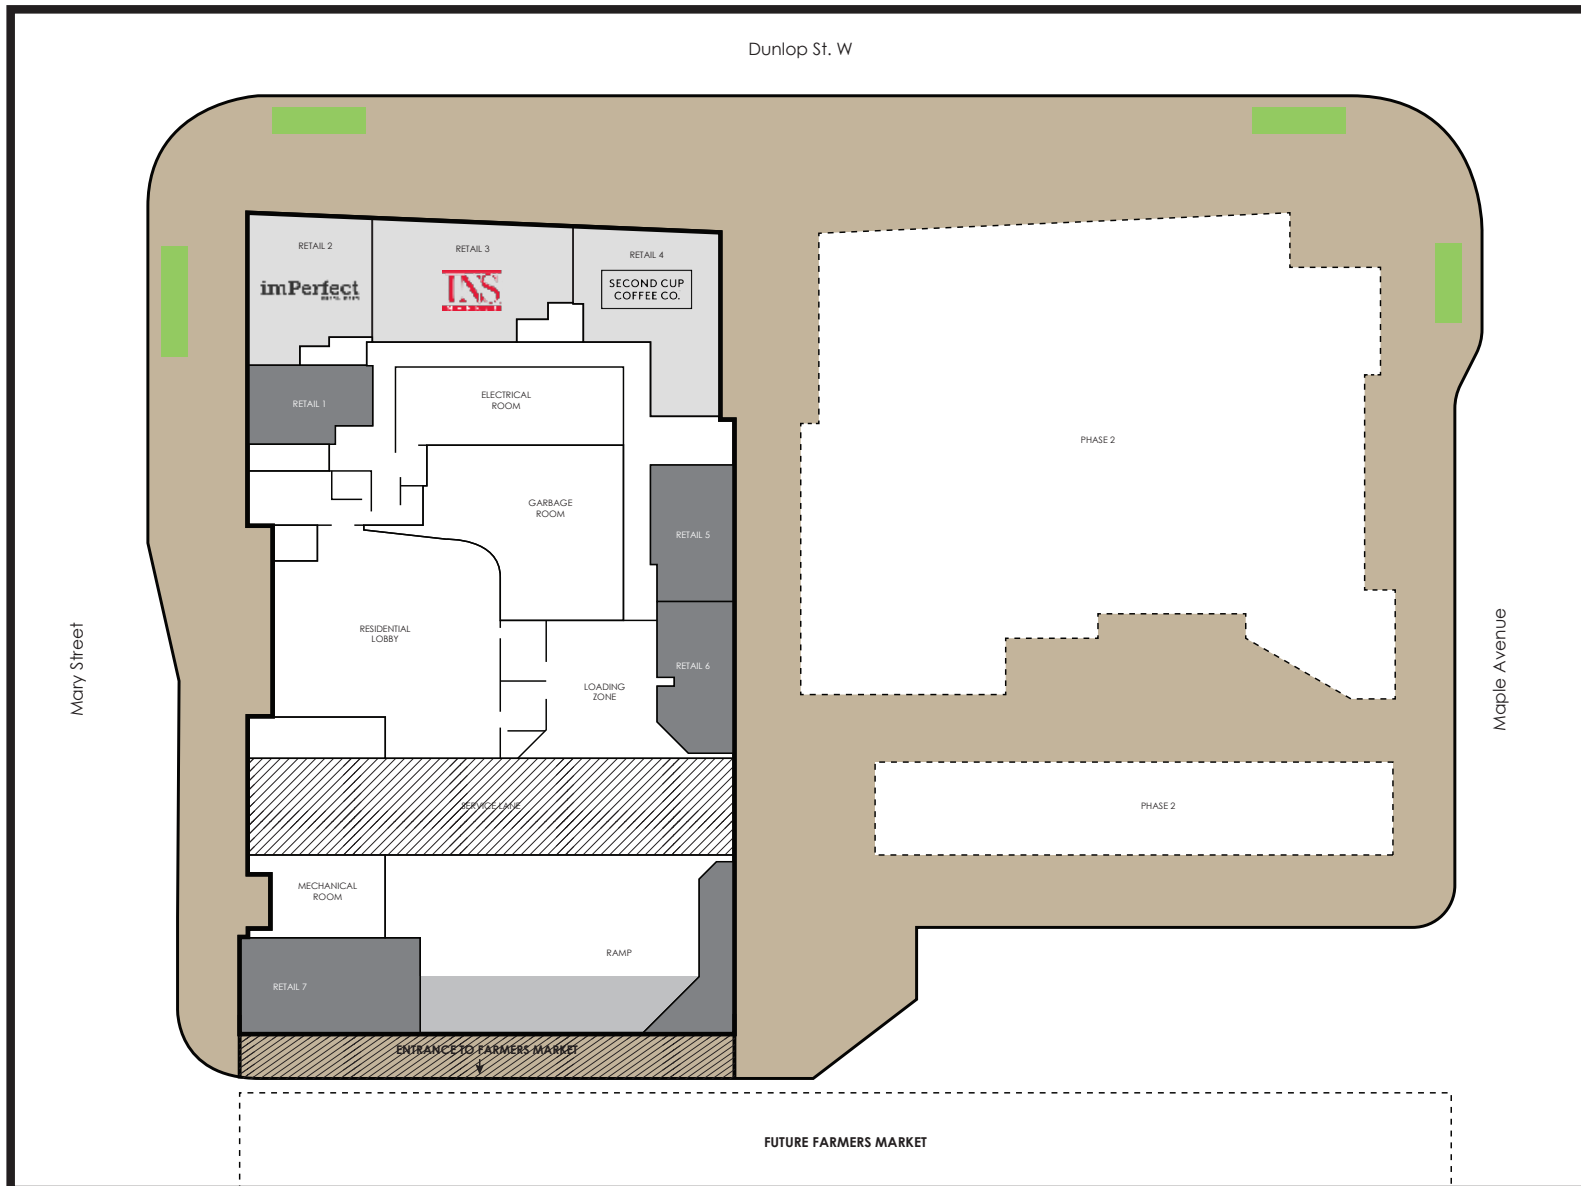 Dunlop St. W
RETAIL 2
RETAIL 3
RETAIL 4
imPerfect
INS
MARKET
SECOND CUP
COFFEE CO.
RETAIL 1
ELECTRICAL
ROOM
PHASE 2
GARBAGE
ROOM
RETAIL 5
Mary Street
RESIDENTIAL
LOBBY
RETAIL 6
LOADING
ZONE
Maple Avenue
SERVICE LANE
PHASE 2
MECHANICAL
ROOM
RAMP
RETAIL 7
ENTRANCE TO FARMERS MARKET
FUTURE FARMERS MARKET